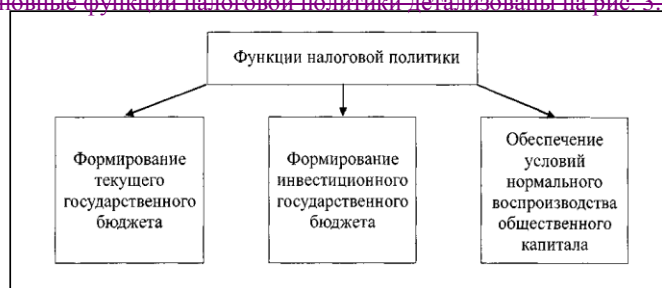 новные функции налоговой политики детализованы на рис. 3.
Функции налоговой политики
Формирование
текущего
государственного
бюджета
Формирование
инвестиционного
государственного
бюджета
Обеспечение
условий
нормального
воспроизводства
общественного
капитала